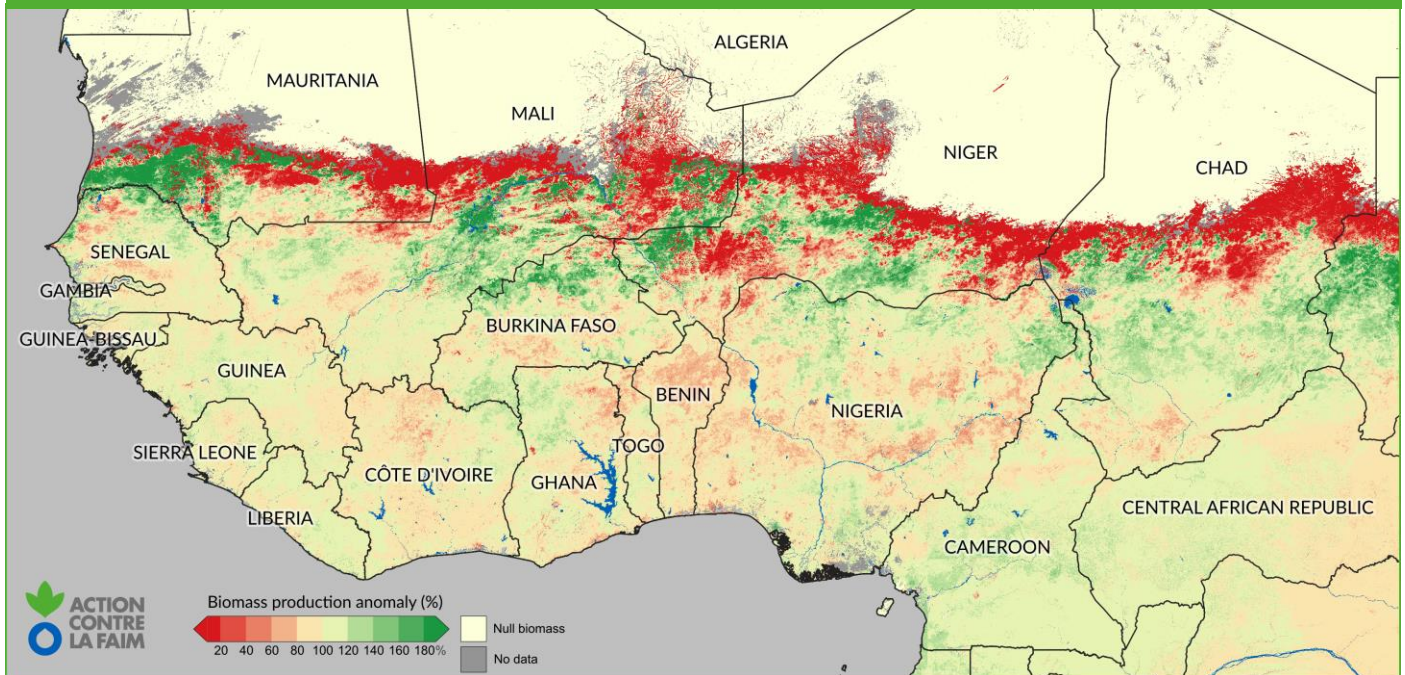 ALGERIA
MAURITANIA
MALI
NIGER
CHAD
SENEGAL
GAMBIA
GUINEA-BISSAU
BURKINA FASO
GUINEA
BENIN
NIGERIA
TOGO
SIERRA LEONE
CÔTE D'IVOIRE
GHANA
LIBERIA
CENTRAL AFRICAN REPUBLIC
CAMEROON
ACTION
CONTRE
LA FAIM
Biomass production anomaly (%)
20 40 60 80 100 120 140 160 180%
Null biomass
No data